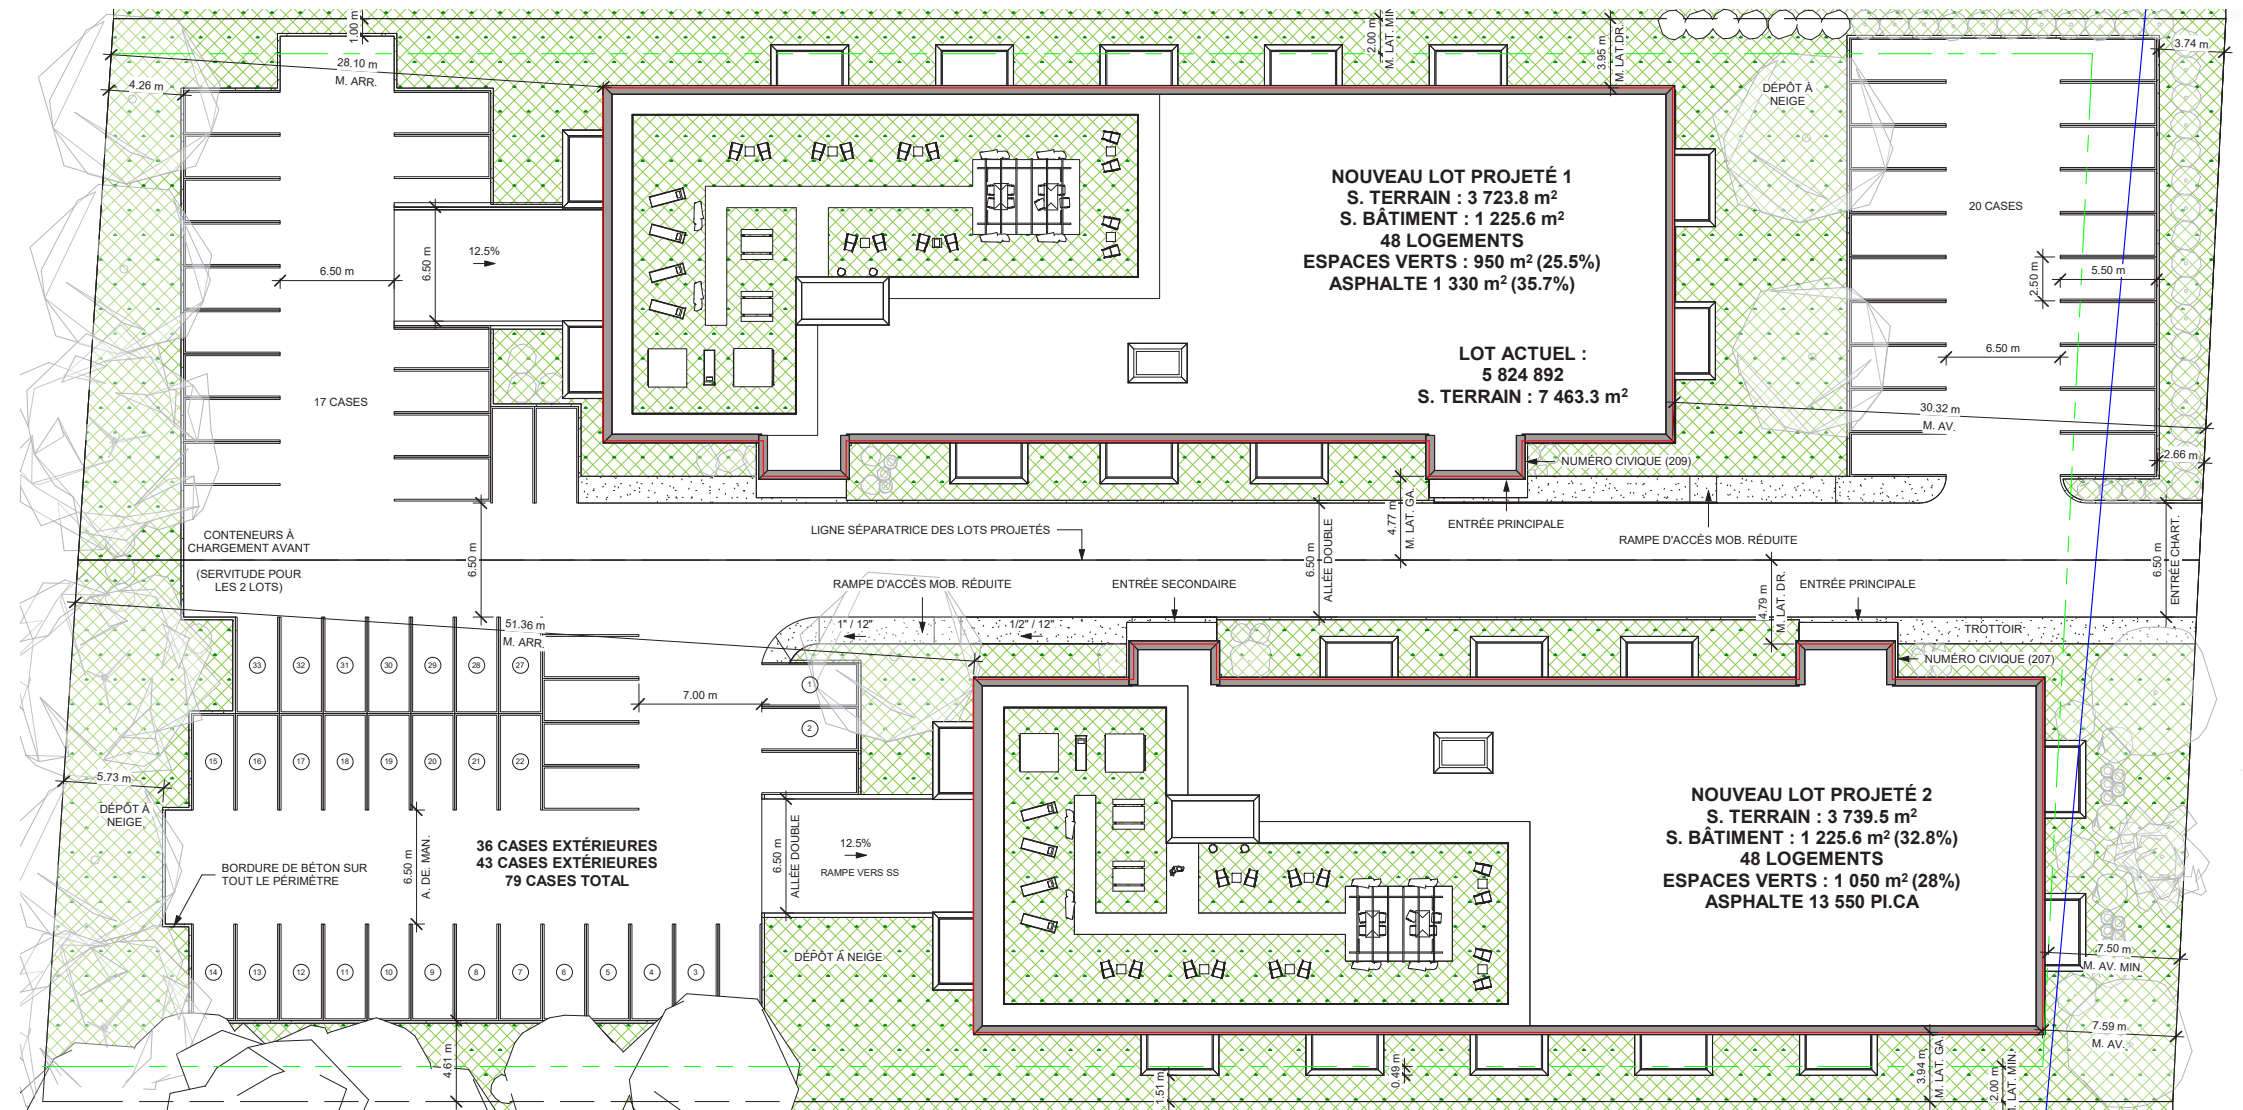 1.00 m
28.10 m
M. ARR.
4.26 m
2.00 m
M. LAT. MIN
3.95 m
M. LAT.DR.
3.74 m
DÉPÔT À
NEIGE
20 CASES
NOUVEAU LOT PROJETÉ 1
S. TERRAIN : 3 723.8 m²
S. BÂTIMENT : 1 225.6 m²
48 LOGEMENTS
ESPACES VERTS : 950 m² (25.5%)
ASPHALTE 1 330 m² (35.7%)
LOT ACTUEL :
5 824 892
S. TERRAIN : 7 463.3 m²
12.5%
6.50 m
6.50 m
17 CASES
2.50 m
5.50 m
6.50 m
30.32 m
M. AV.
2.66 m
NUMÉRO CIVIQUE (209)
4.77 m
M. LAT. GA.
ENTRÉE PRINCIPALE
RAMPE D'ACCÈS MOB. RÉDUITE
LIGNE SÉPARATRICE DES LOTS PROJETÉS
CONTENEURS À
CHARGEMENT AVANT
(SERVITUDE POUR
LES 2 LOTS)
6.50 m
6.50 m
ALLÉE DOUBLE
6.50 m
ENTRÉE CHART.
RAMPE D'ACCÈS MOB. RÉDUITE
ENTRÉE SECONDAIRE
4.79 m
M. LAT. DR.
ENTRÉE PRINCIPALE
51.36 m
M. ARR.
1" / 12"
1/2" / 12"
TROTTOIR
NUMÉRO CIVIQUE (207)
33
32
31
30
29
28
27
1
7.00 m
2
15
16
17
18
19
20
21
22
5.73 m
DÉPÔT À
NEIGE
BORDURE DE BÉTON SUR
TOUT LE PÉRIMÈTRE
6.50 m
A. DE. MAN.
36 CASES EXTÉRIEURES
43 CASES EXTÉRIEURES
79 CASES TOTAL
6.50 m
ALLÉE DOUBLE
12.5%
RAMPE VERS SS
NOUVEAU LOT PROJETÉ 2
S. TERRAIN : 3 739.5 m²
S. BÂTIMENT : 1 225.6 m² (32.8%)
48 LOGEMENTS
ESPACES VERTS : 1 050 m² (28%)
ASPHALTE 13 550 PI.CA
14
13
12
11
10
9
8
7
6
5
4
3
DÉPÔT À NEIGE
7.50 m
M. AV. MIN.
7.59 m
M. AV.
4.61 m
1.51 m
0.49 m
3.94 m
M. LAT. GA.
2.00 m
M. LAT. MIN.